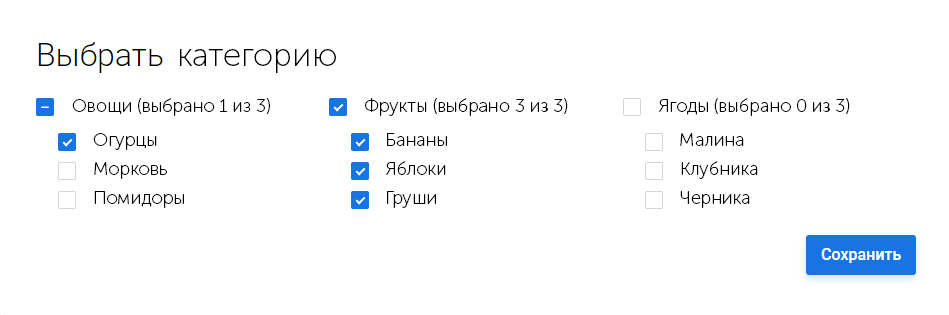 Выбрать категорию
Овощи (выбрано 1 из 3)
Огурцы
Морковь
Помидоры
Фрукты (выбрано 3 из 3)
Бананы
Яблоки
Груши
Ягоды (выбрано 0 из 3)
Малина
Клубника
Черника
Сохранить